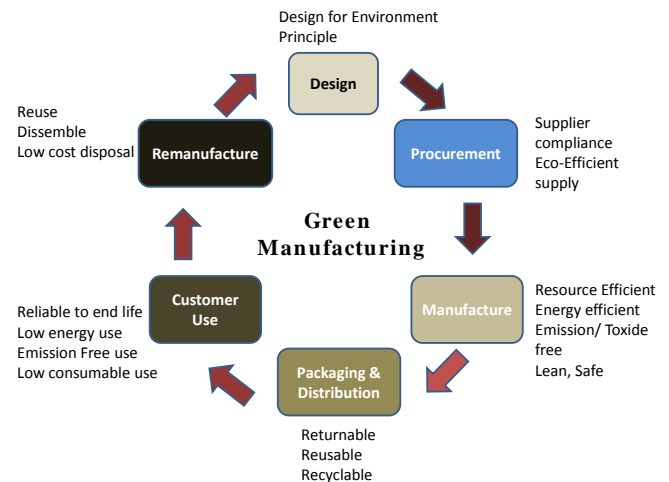 Design for Environment
Principle
Design
Procurement
Supplier
compliance
Eco-Efficient
supply
Manufacture
Resource Efficient
Energy efficient
Emission/ Toxide
free
Lean, Safe
Packaging &
Distribution
Returnable
Reusable
Recyclable
Customer
Use
Reliable to end life
Low energy use
Emission Free use
Low consumable use
Remanufacture
Reuse
Dissemble
Low cost disposal
Green
Manufacturing